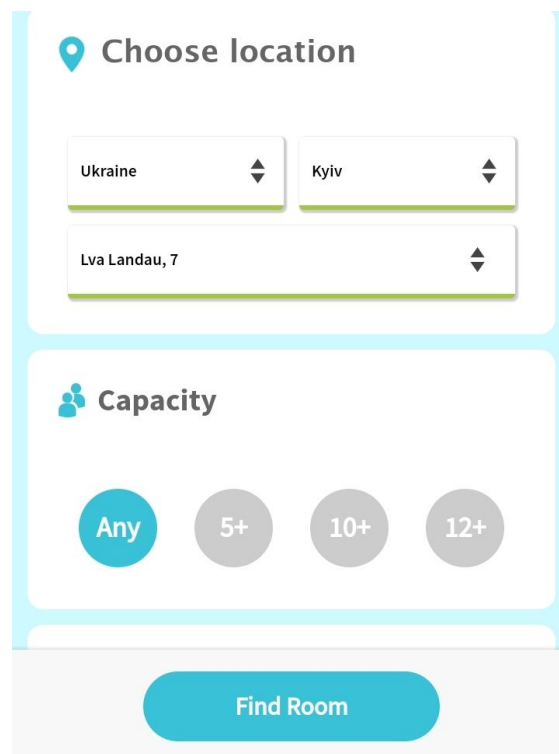 Choose location
Ukraine Kyiv
Lva Landau, 7
Capacity
Any 5+ 10+ 12+
Find Room